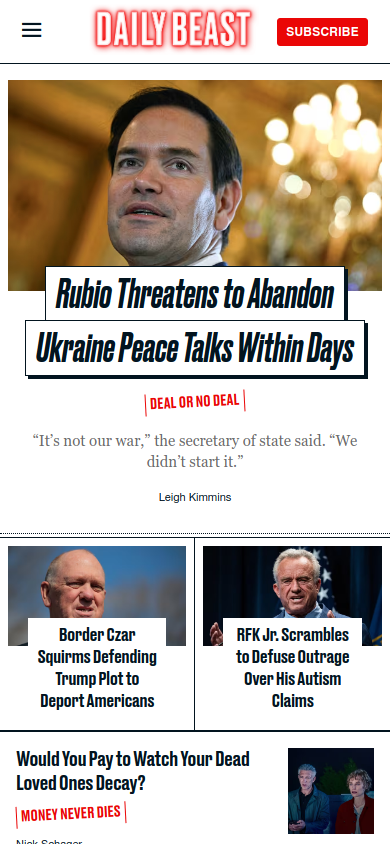 DAILY BEAST
SUBSCRIBE
Rubio Threatens to Abandon
Ukraine Peace Talks Within Days
DEAL OR NO DEAL
“It’s not our war,” the secretary of state said. “We
didn’t start it.”
Leigh Kimmins
Border Czar
Squirms Defending
Trump Plot to
Deport Americans
RFK Jr. Scrambles
to Defuse Outrage
Over His Autism
Claims
Would You Pay to Watch Your Dead
Loved Ones Decay?
MONEY NEVER DIES
Nick Schager